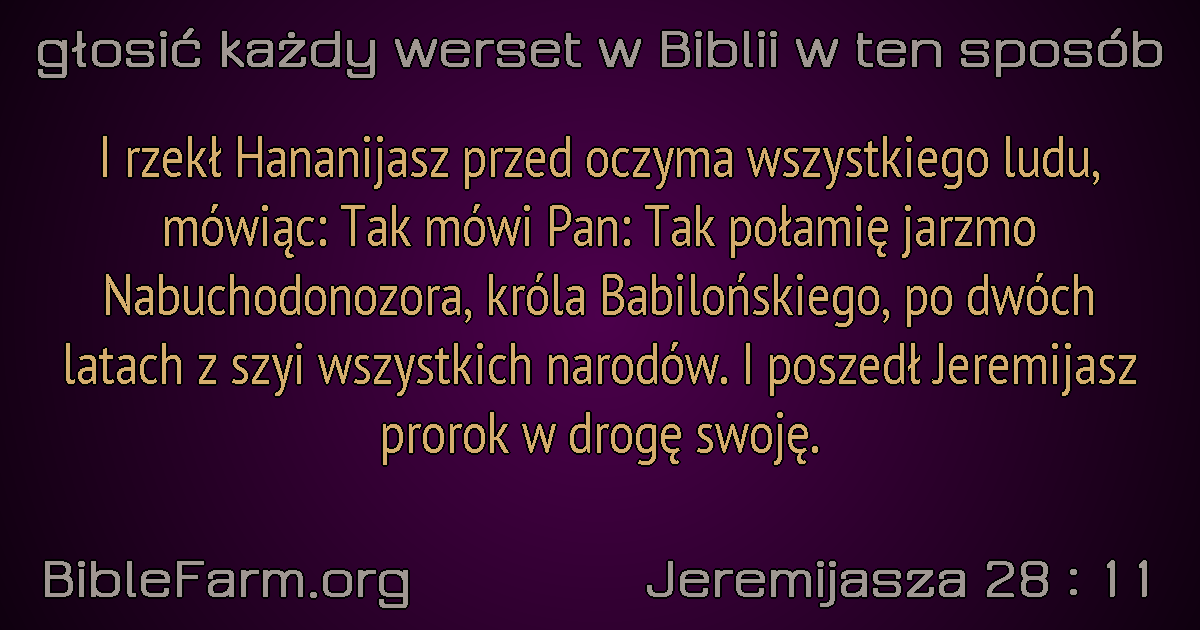 głosić każdy werset w Biblii w ten sposób
I rzekł Hananijasz przed oczyma wszystkiego ludu,
mówiąc: Tak mówi Pan: Tak połamię jarzmo
Nabuchodonozora, króla Babilońskiego, po dwóch
latach z szyi wszystkich narodów. I poszedł Jeremijasz
prorok w drogę swoję.
BibleFarm.org
Jeremijasza 28 : 11